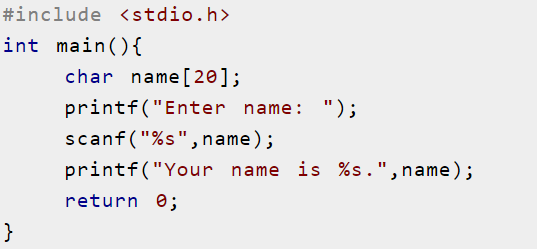 #include <stdio.h>
int main(){
char name[20];
printf("Enter name: ");
scanf("%s",name);
printf("Your name is %s.",name);
return 0;
}